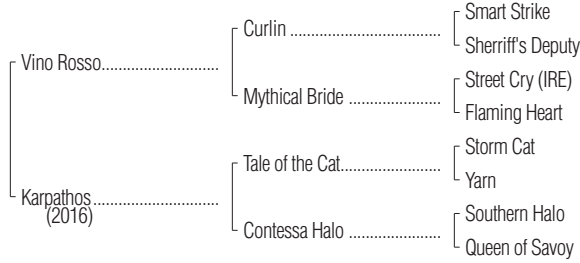 Smart Strike
Curlin ............................
Sherriff's Deputy
Vino Rosso................................
Street Cry (IRE)
Mythical Bride .......................
Flaming Heart
Storm Cat
Tale of the Cat........................
Yarn
Karpathos..................................
(2016)
Southern Halo
Contessa Halo .......................
Queen of Savoy